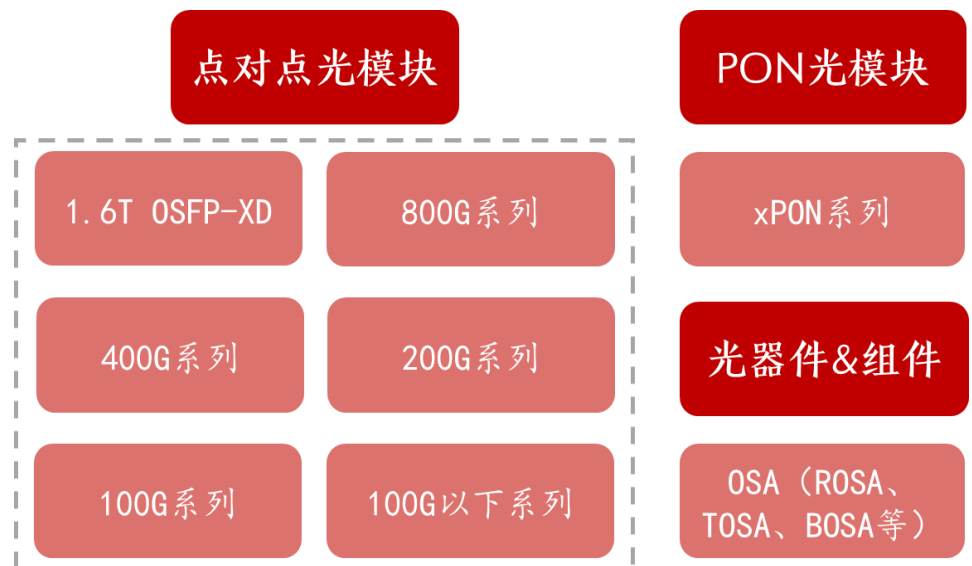 点对点光模块
1.6T OSFP-XD
800G系列
400G系列
200G系列
100G系列
100G以下系列
PON光模块
xPON系列
光器件&组件
OSA（ROSA、
TOSA、BOSA等）